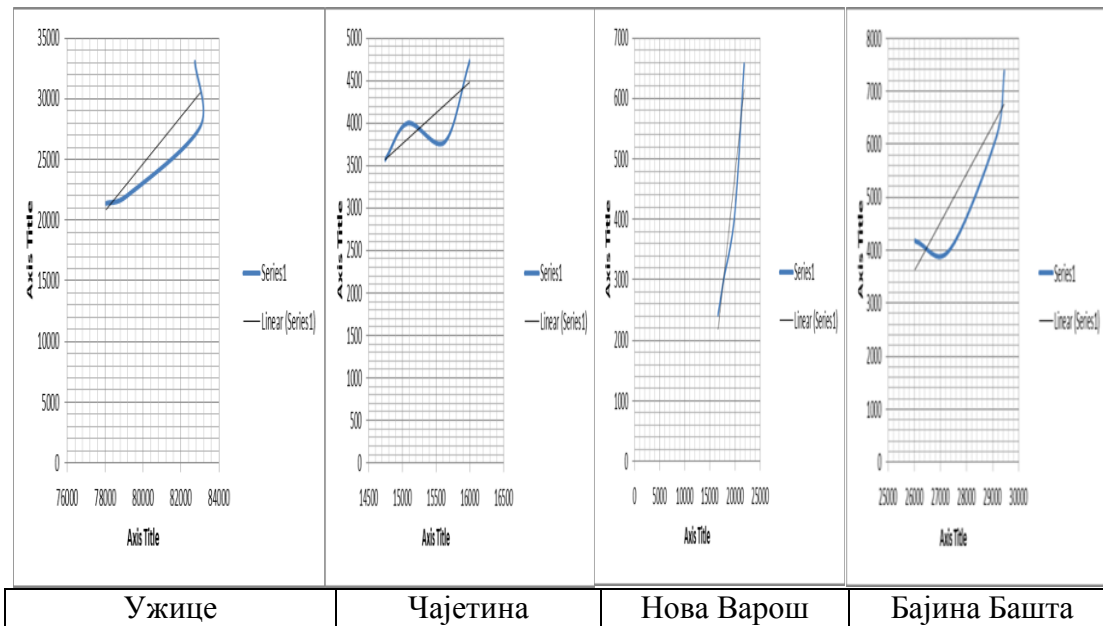 35000
30000
25000
20000
15000
10000
5000
0
76000 78000 80000 82000 84000
Axis Title
Axis Title
Series1
Linear (Series1)
5000
4500
4000
3500
3000
2500
2000
1500
1000
500
0
14500 15000 15500 16000 16500
Axis Title
Axis Title
Series1
Linear (Series1)
7000
6000
5000
4000
3000
2000
1000
0
0 5000 10000 15000 20000 25000
Axis Title
Axis Title
Series1
Linear (Series1)
8000
7000
6000
5000
4000
3000
2000
1000
0
25000 26000 27000 28000 29000 30000
Axis Title
Axis Title
Series1
Linear (Series1)
Ужице Чајетина Нова Варош Бајина Башта